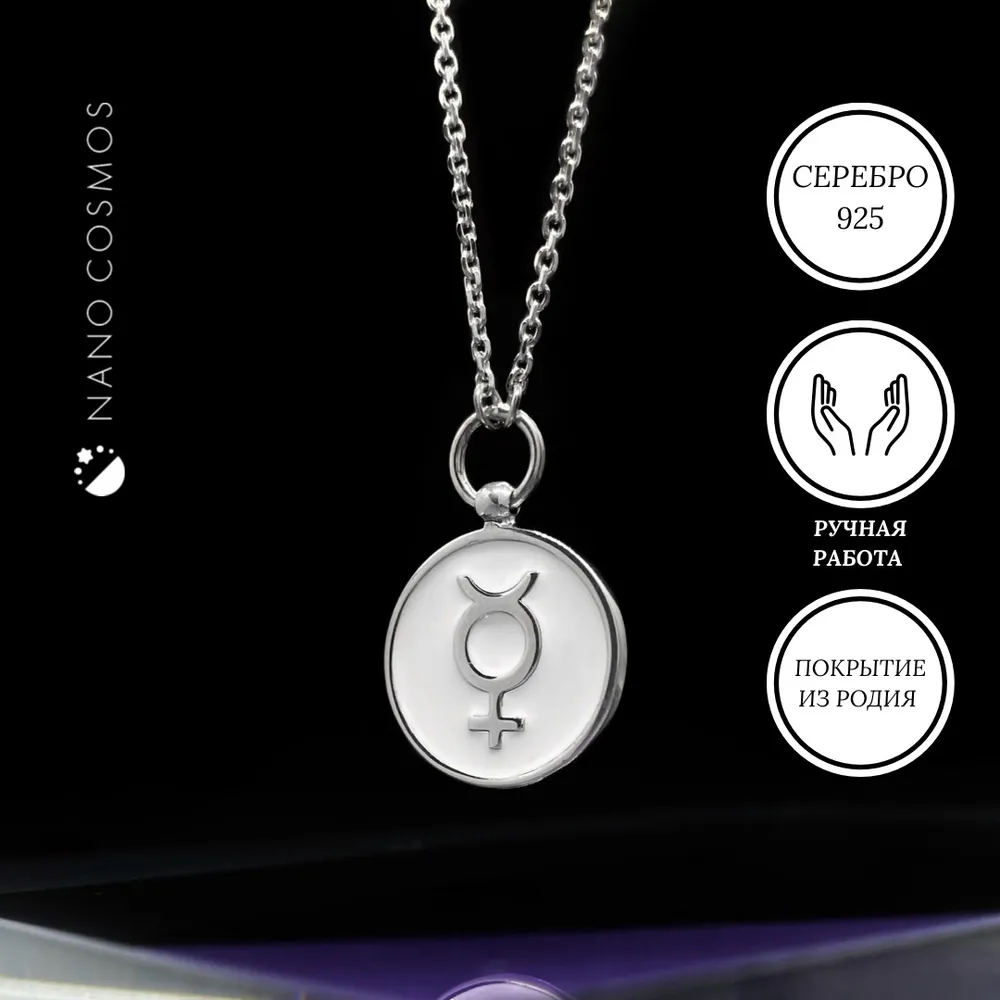 NANO COSMOS
СЕРЕБРО
925
РУЧНАЯ
РАБОТА
ПОКРЫТИЕ
ИЗ РОДИЯ